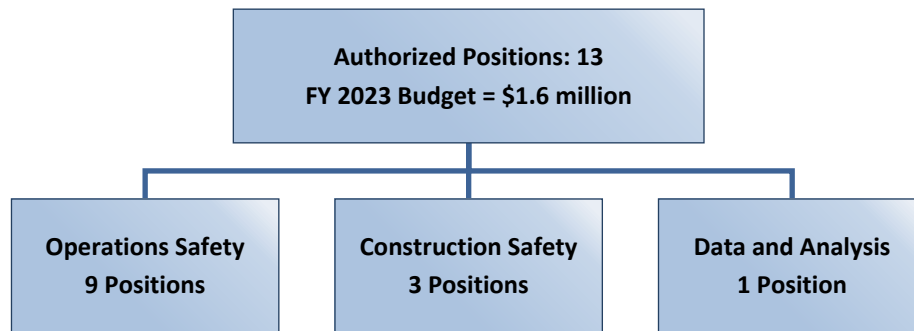 Authorized Positions: 13
FY 2023 Budget = $1.6 million
Operations Safety
9 Positions
Construction Safety
3 Positions
Data and Analysis
1 Position